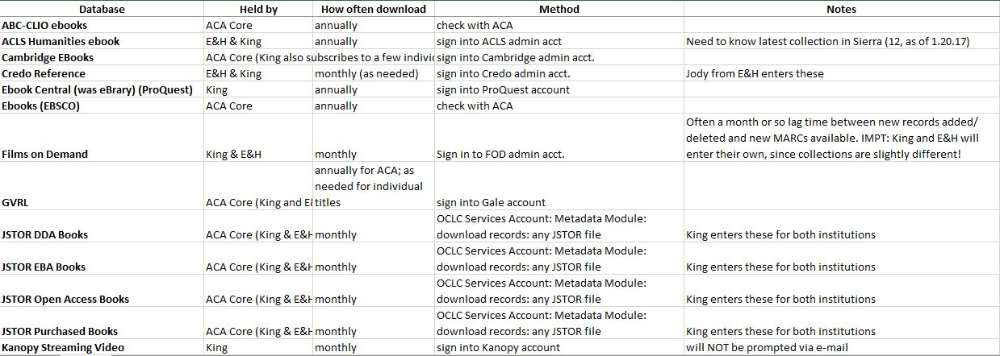 Database Held by How often download Method Notes
ABC-CLIO ebooks ACA Core annually check with ACA
ACLS Humanities ebook E&H & King annually sign into ACLS admin acct Need to know latest collection in Sierra (12, as of 1.20.17)
Cambridge EBooks ACA Core (King also subscribes to a few indivi sign into Cambridge admin acct.
Credo Reference E&H & King monthly (as needed) sign into Credo admin acct. Jody from E&H enters these
Ebook Central (was eBrary) (ProQuest) King annually sign into ProQuest account
Ebooks (EBSCO) ACA Core annually check with ACA
Often a month or so lag time between new records added/
deleted and new MARCs available. IMPT: King and E&H will
Films on Demand King & E&H monthly Sign in to FOD admin acct. enter their own, since collections are slightly different!
annually for ACA; as
needed for individual
GVRL ACA Core (King and E& titles sign into Gale account
OCLC Services Account: Metadata Module:
JSTOR DDA Books ACA Core (King & E&H monthly download records: any JSTOR file King enters these for both institutions
OCLC Services Account: Metadata Module:
JSTOR EBA Books ACA Core (King & E&H monthly download records: any JSTOR file King enters these for both institutions
OCLC Services Account: Metadata Module:
JSTOR Open Access Books ACA Core (King & E&H monthly download records: any JSTOR file King enters these for both institutions
OCLC Services Account: Metadata Module:
JSTOR Purchased Books ACA Core (King & E&H monthly download records: any JSTOR file King enters these for both institutions
Kanopy Streaming Video King monthly sign into Kanopy account will NOT be prompted via e-mail